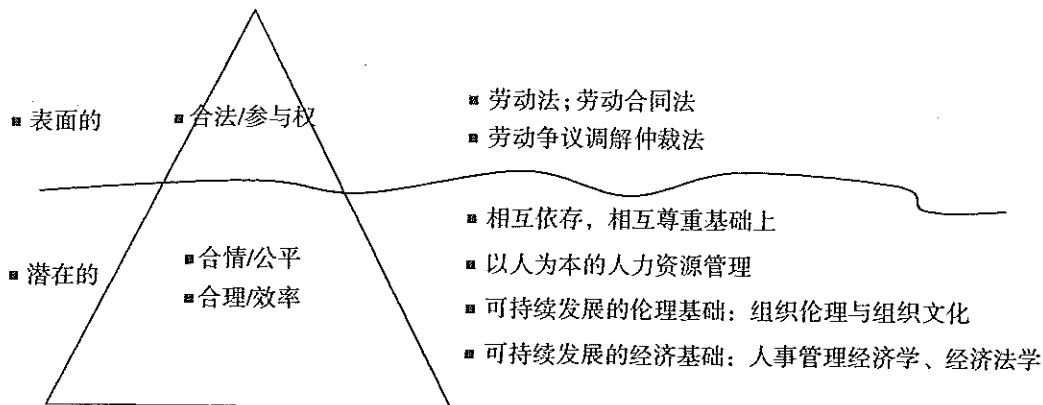 ▪ 表面的
▪ 合法/参与权
▪ 劳动法;劳动合同法
▪ 劳动争议调解仲裁法
▪ 潜在的
▪ 合情/公平
▪ 合理/效率
▪ 相互依存，相互尊重基础上
▪ 以人为本的人力资源管理
▪ 可持续发展的伦理基础：组织伦理与组织文化
▪ 可持续发展的经济基础：人事管理经济学、经济法学